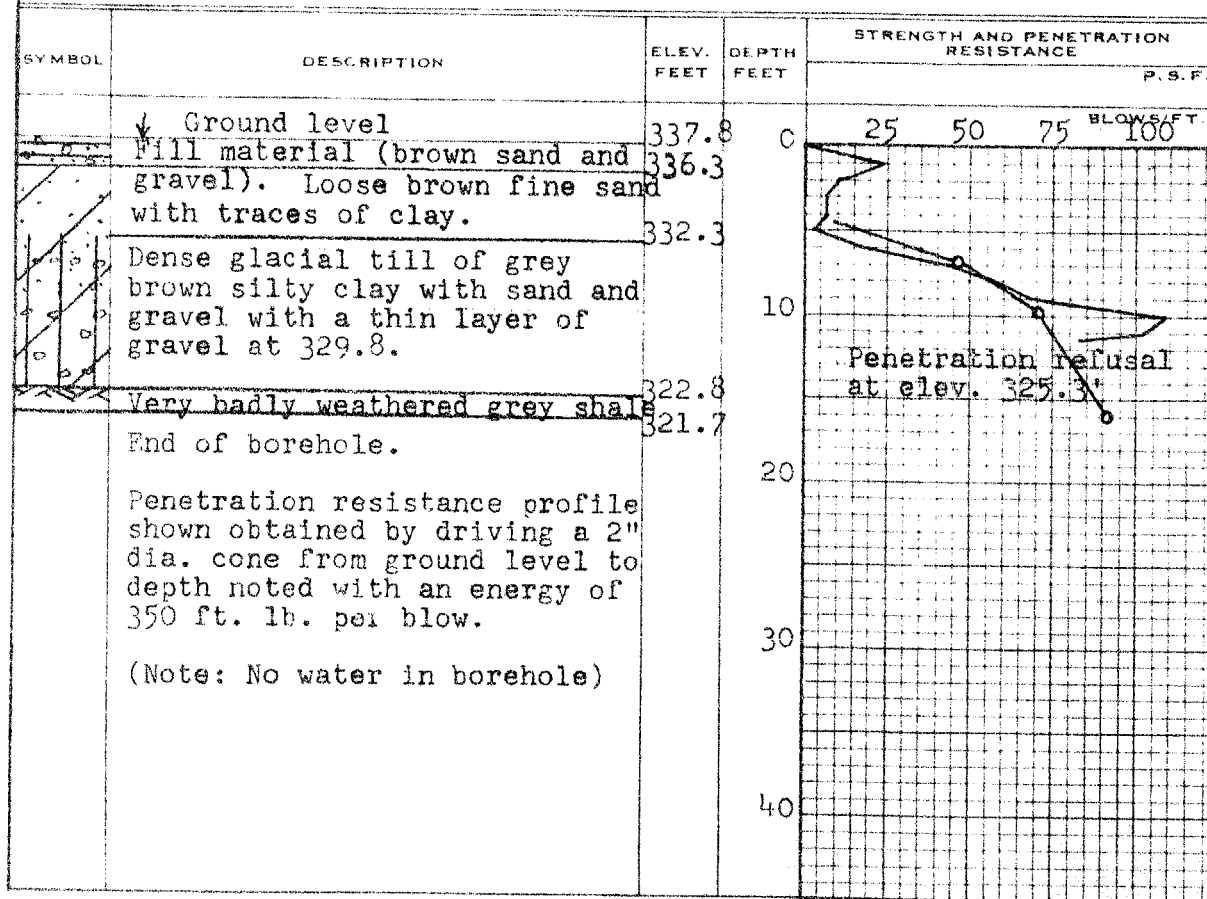 SYMBOL
DESCRIPTION
ELEV. FEET
DEPTH FEET
STRENGTH AND PENETRATION RESISTANCE
P.S.F.
BLOWS/FT.
25 50 75 100
Ground level
337.8 0
Fill material (brown sand and
336.3
gravel). Loose brown fine sand
with traces of clay.
332.3
Dense glacial till of grey
brown silty clay with sand and
gravel with a thin layer of
gravel at 329.8.
10
Penetration refusal
at elev. 325.3'
322.8
Very badly weathered grey shale
321.7
End of borehole.
20
Penetration resistance profile
shown obtained by driving a 2"
dia. cone from ground level to
depth noted with an energy of
350 ft. lb. per blow.
30
(Note: No water in borehole)
40